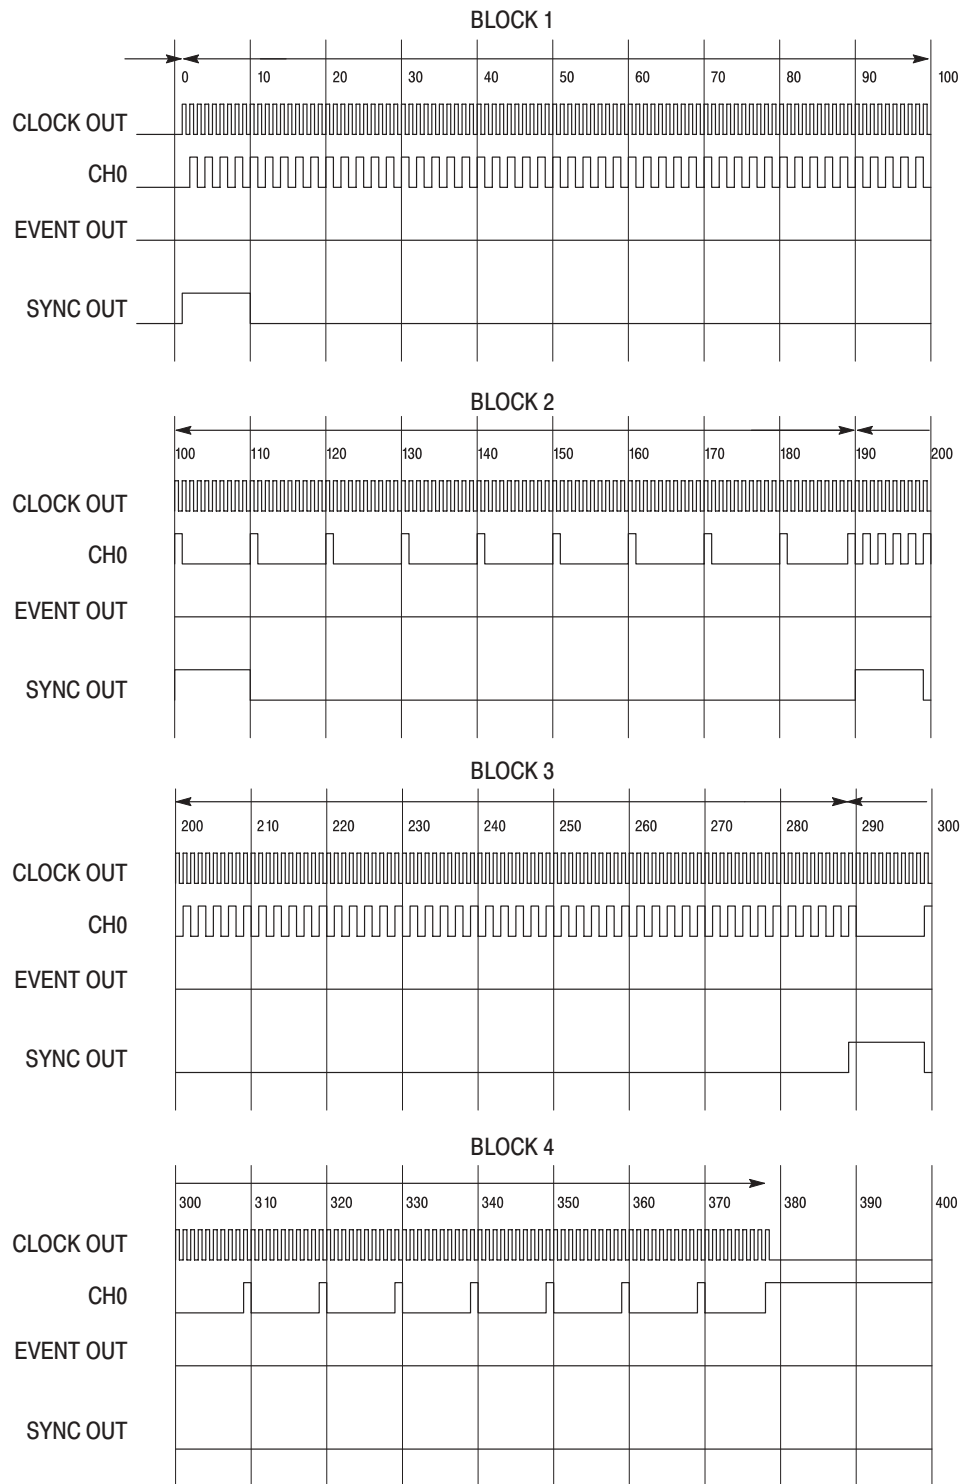 BLOCK 1
0 10 20 30 40 50 60 70 80 90 100
CLOCK OUT
CH0
EVENT OUT
SYNC OUT
BLOCK 2
100 110 120 130 140 150 160 170 180 190 200
CLOCK OUT
CH0
EVENT OUT
SYNC OUT
BLOCK 3
200 210 220 230 240 250 260 270 280 290 300
CLOCK OUT
CH0
EVENT OUT
SYNC OUT
BLOCK 4
300 310 320 330 340 350 360 370 380 390 400
CLOCK OUT
CH0
EVENT OUT
SYNC OUT